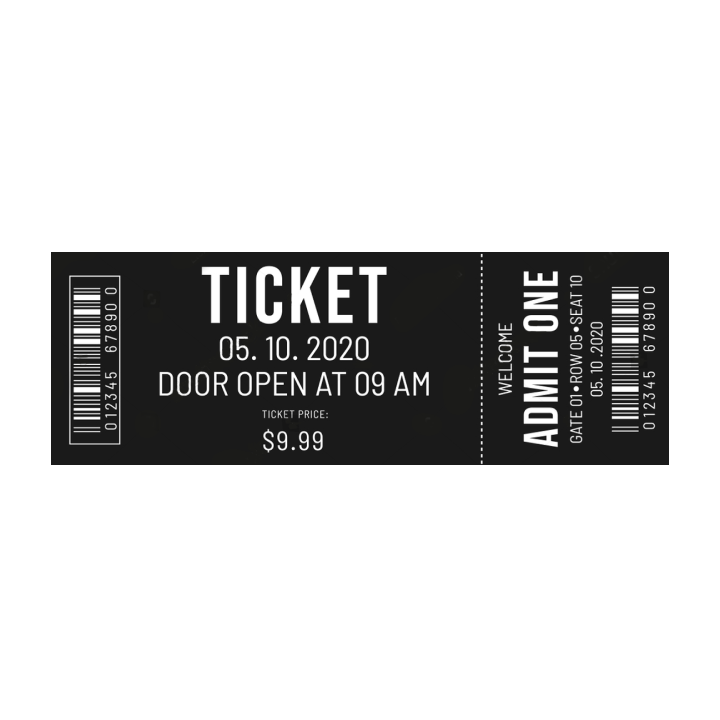 012345 67890 0
TICKET
05. 10. 2020
DOOR OPEN AT 09 AM
TICKET PRICE:
$9.99
WELCOME
ADMIT ONE
GATE 01•ROW 05•SEAT 10
05. 10 .2020
012345 67890 0